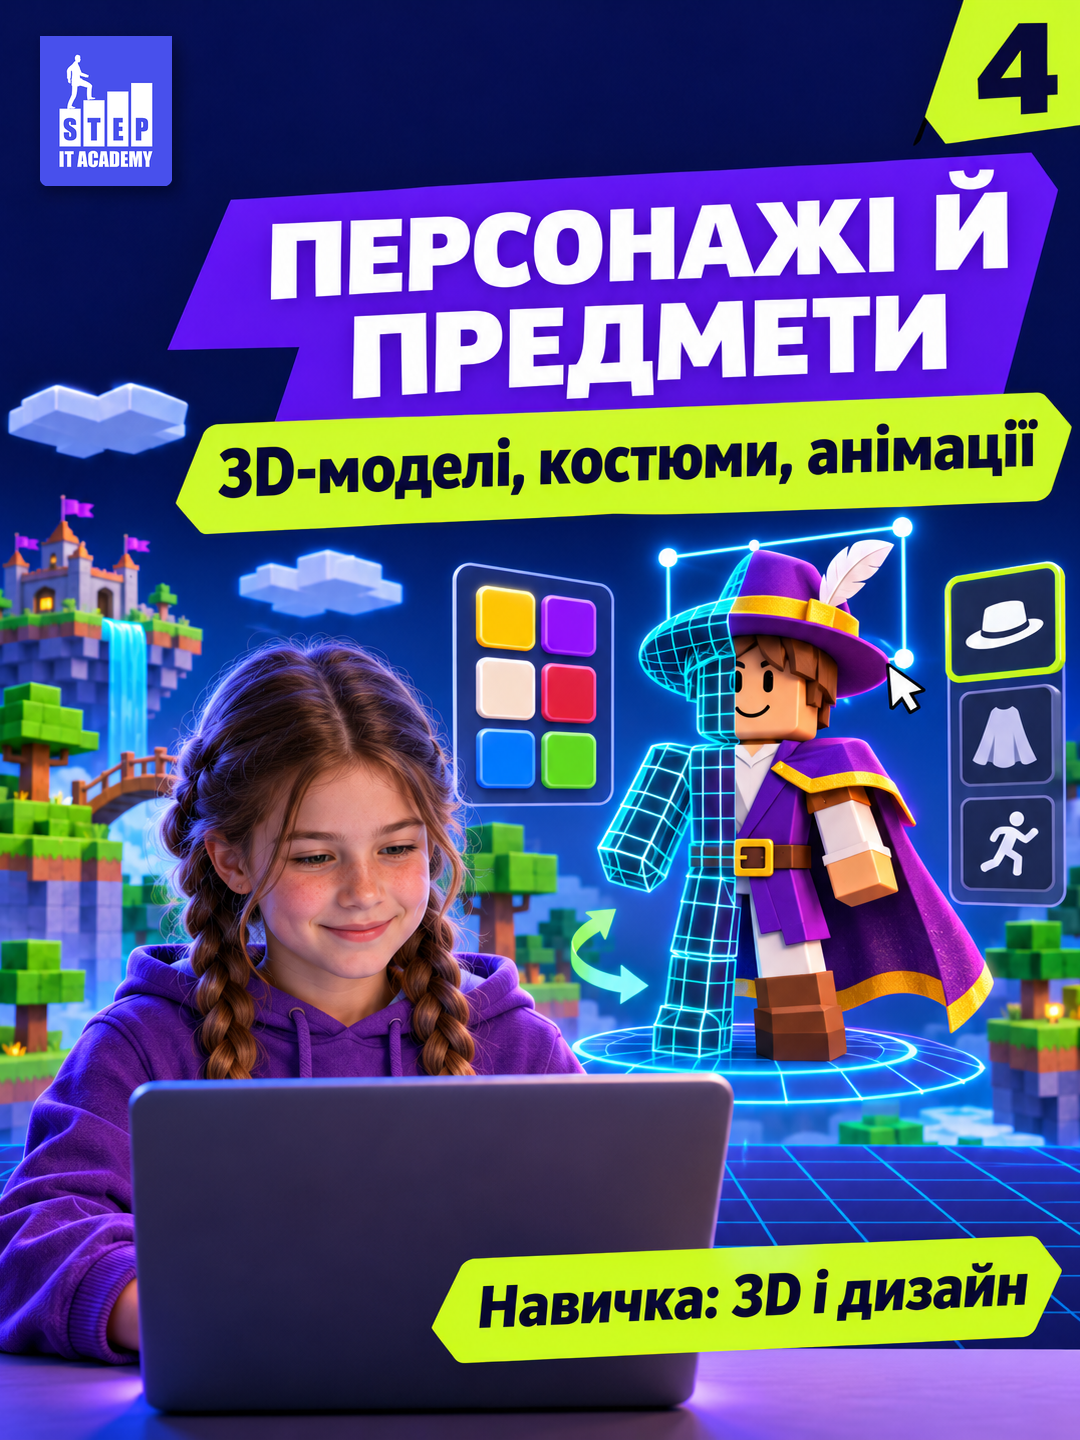 STEP
IT ACADEMY
4
ПЕРСОНАЖІ Й
ПРЕДМЕТИ
3D-моделі, костюми, анімації
Навичка: 3D і дизайн